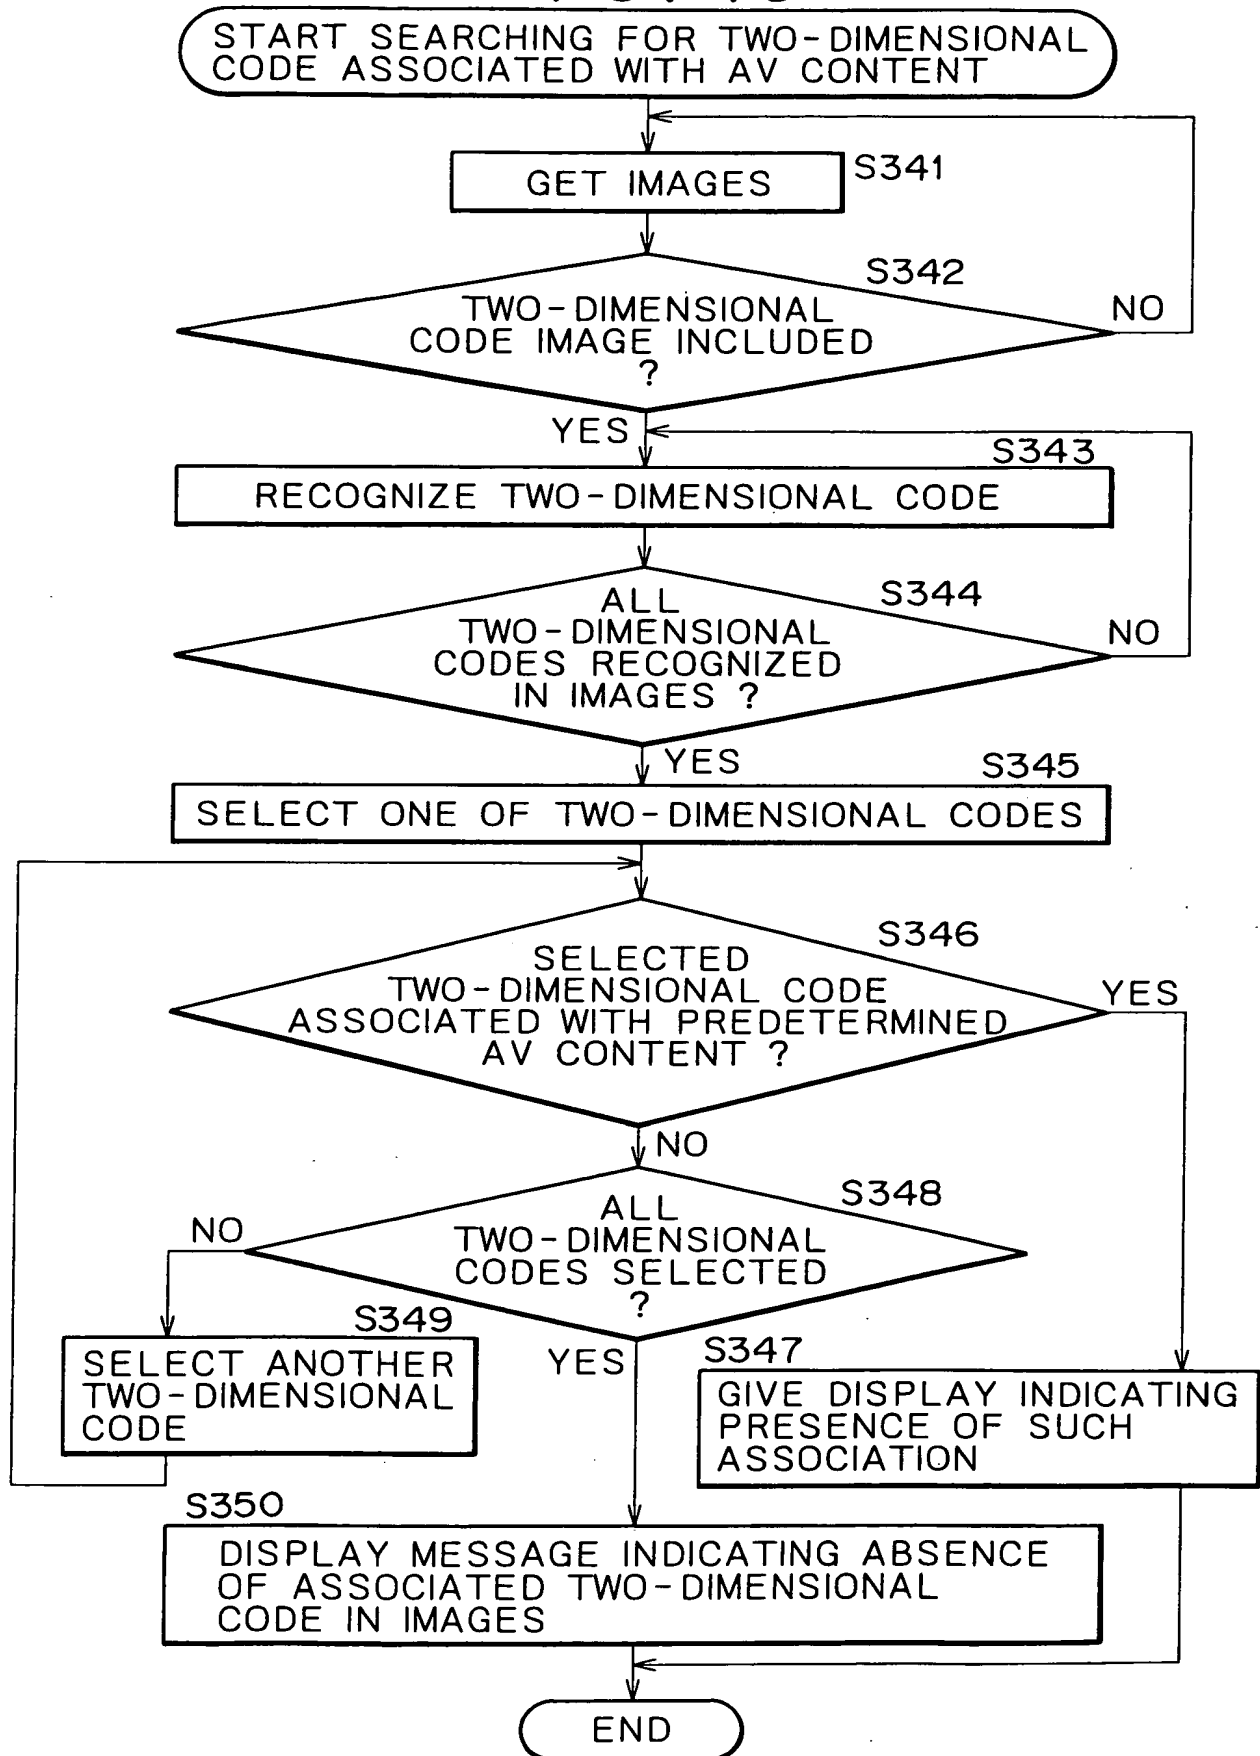 START SEARCHING FOR TWO-DIMENSIONAL
CODE ASSOCIATED WITH AV CONTENT
GET IMAGES
S341
S342
TWO-DIMENSIONAL
CODE IMAGE INCLUDED
?
NO
YES
S343
RECOGNIZE TWO-DIMENSIONAL CODE
S344
ALL
TWO-DIMENSIONAL
CODES RECOGNIZED
IN IMAGES ?
NO
YES
S345
SELECT ONE OF TWO-DIMENSIONAL CODES
S346
SELECTED
TWO-DIMENSIONAL CODE
ASSOCIATED WITH PREDETERMINED
AV CONTENT ?
YES
NO
S348
ALL
TWO-DIMENSIONAL
CODES SELECTED
?
NO
YES
S349
SELECT ANOTHER
TWO-DIMENSIONAL
CODE
S347
GIVE DISPLAY INDICATING
PRESENCE OF SUCH
ASSOCIATION
S350
DISPLAY MESSAGE INDICATING ABSENCE
OF ASSOCIATED TWO-DIMENSIONAL
CODE IN IMAGES
END